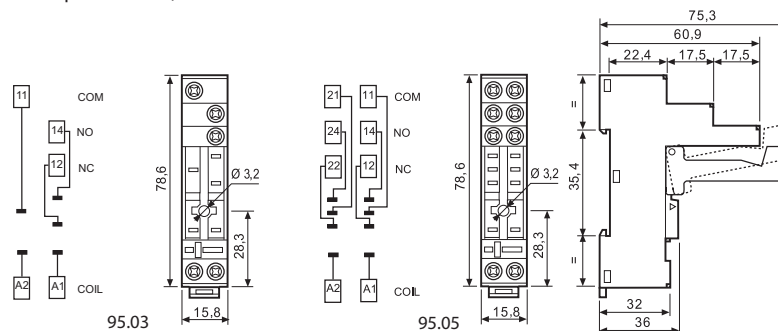 75,3
60,9
22,4 17,5 17,5
11 COM
14 NO
12 NC
78,6
Ø 3,2
28,3
A2 A1 COIL
95.03
15,8
21 11 COM
24 14 NO
22 12 NC
78,6
Ø 3,2
28,3
A2 A1 COIL
95.05
15,8
=
35,4
=
32
36